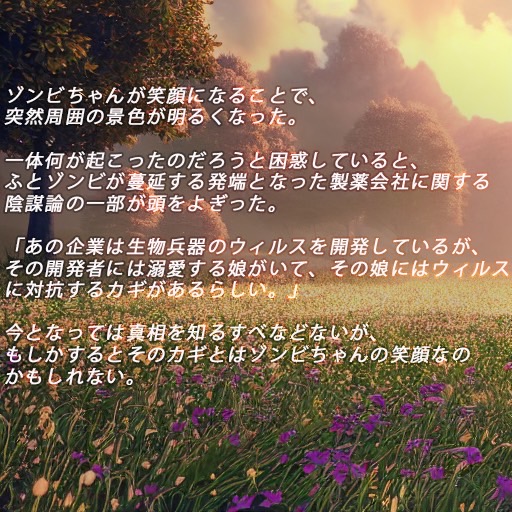 ゾンビちゃんが笑顔になることで、
突然周囲の景色が明るくなった。
一体何が起こったのだろうと困惑していると、
ふとゾンビが蔓延する発端となった製薬会社に関する
陰謀論の一部が頭をよぎった。
「あの企業は生物兵器のウィルスを開発しているが、
その開発者には溺愛する娘がいて、その娘にはウィルス
に対抗するカギがあるらしい。」
今となっては真相を知るすべなどないが、
もしかするとそのカギとはゾンビちゃんの笑顔なの
かもしれない。